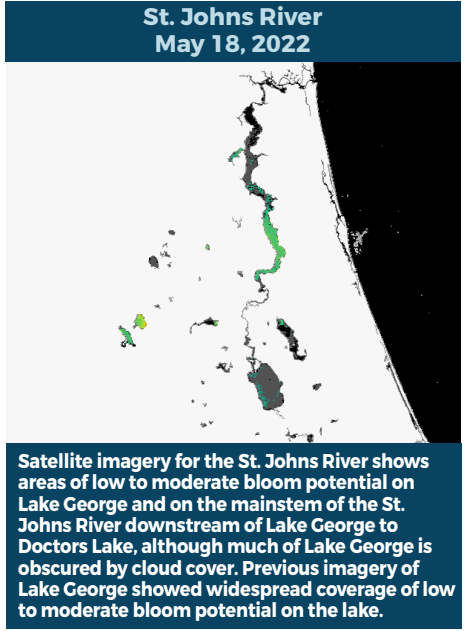 St. Johns River
May 18, 2022
Satellite imagery for the St. Johns River shows
areas of low to moderate bloom potential on
Lake George and on the mainstem of the St.
Johns River downstream of Lake George to
Doctors Lake, although much of Lake George is
obscured by cloud cover. Previous imagery of
Lake George showed widespread coverage of low
to moderate bloom potential on the lake.